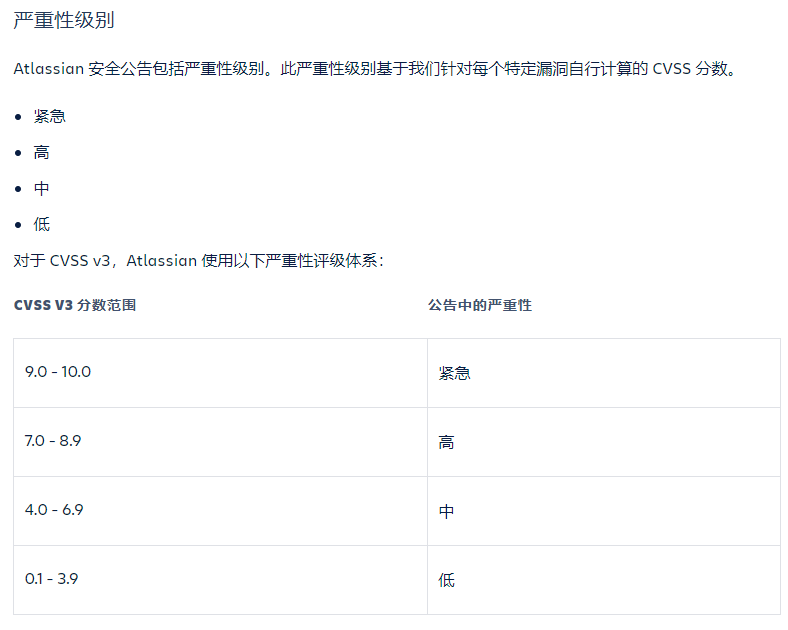 严重性级别
Atlassian 安全公告包括严重性级别。此严重性级别基于我们针对每个特定漏洞自行计算的 CVSS 分数。
紧急
高
中
低
对于 CVSS v3，Atlassian 使用以下严重性评级体系：
CVSS V3 分数范围 公告中的严重性
9.0 - 10.0 紧急
7.0 - 8.9 高
4.0 - 6.9 中
0.1 - 3.9 低